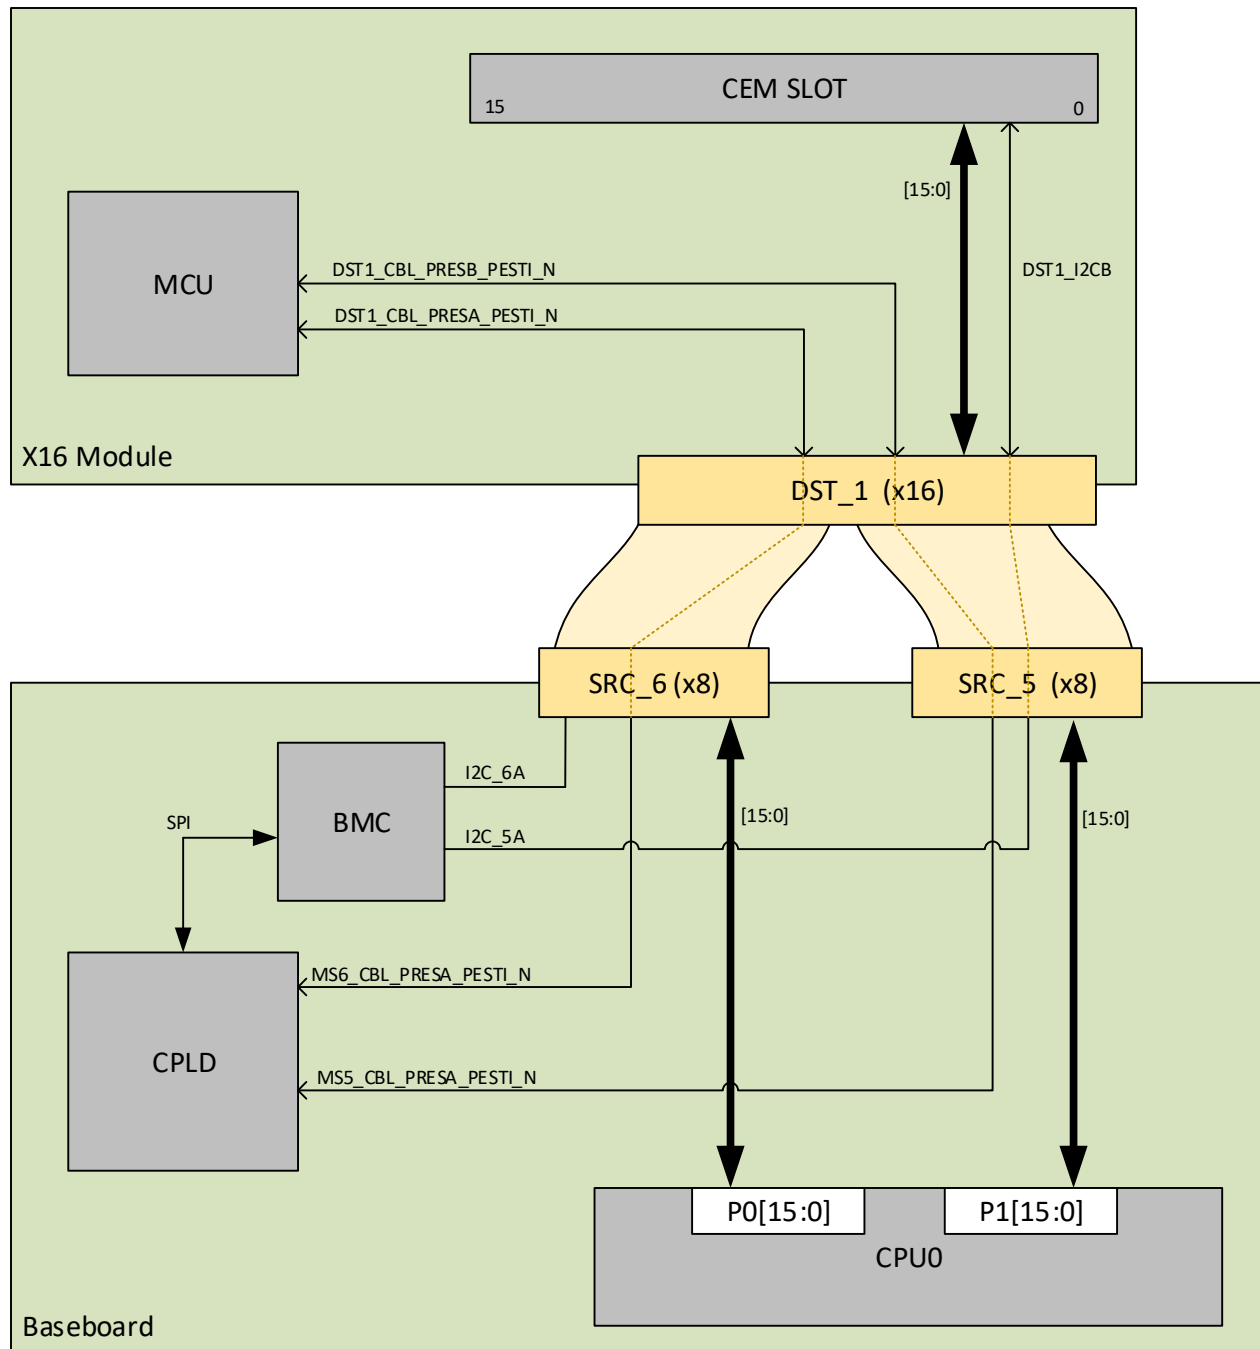 CEM SLOT
15
0
[15:0]
MCU
DST1_CBL_PRESB_PESTI_N
DST1_I2CB
DST1_CBL_PRESA_PESTI_N
X16 Module
DST_1 (x16)
SRC_6 (x8)
SRC_5 (x8)
I2C_6A
SPI
BMC
[15:0]
[15:0]
I2C_5A
MS6_CBL_PRESA_PESTI_N
CPLD
MS5_CBL_PRESA_PESTI_N
P0[15:0]
P1[15:0]
CPU0
Baseboard